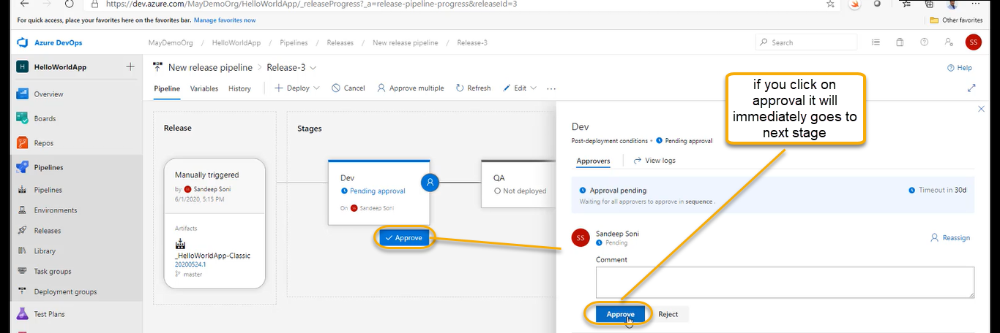 https://dev.azure.com/MayDemoOrg/HelloWorldApp/_releaseProgress?_a=release-pipeline-progress&releaseId=3
For quick access, place your favorites here on the favorites bar. Manage favorites now
Other favorites
Azure DevOps
MayDemoOrg / HelloWorldApp / Pipelines / Releases / New release pipeline / Release-3
Search
SS
H HelloWorldApp
New release pipeline > Release-3
Help
Overview
Pipeline Variables History
Deploy Cancel Approve multiple Refresh Edit ...
if you click on
approval it will
immediately goes to
next stage
Boards
Repos
Pipelines
Pipelines
Environments
Releases
Library
Task groups
Deployment groups
Test Plans
Release
Manually triggered
by SS Sandeep Soni
6/1/2020, 5:15 PM
Artifacts
_HelloWorldApp-Classic
20200524.1
master
Stages
Dev
Pending approval
On SS Sandeep Soni
Approve
QA
Not deployed
Dev
Post-deployment conditions • Pending approval
Approvers View logs
Approval pending
Timeout in 30d
Waiting for all approvers to approve in sequence .
SS Sandeep Soni
Pending
Reassign
Comment
Approve Reject